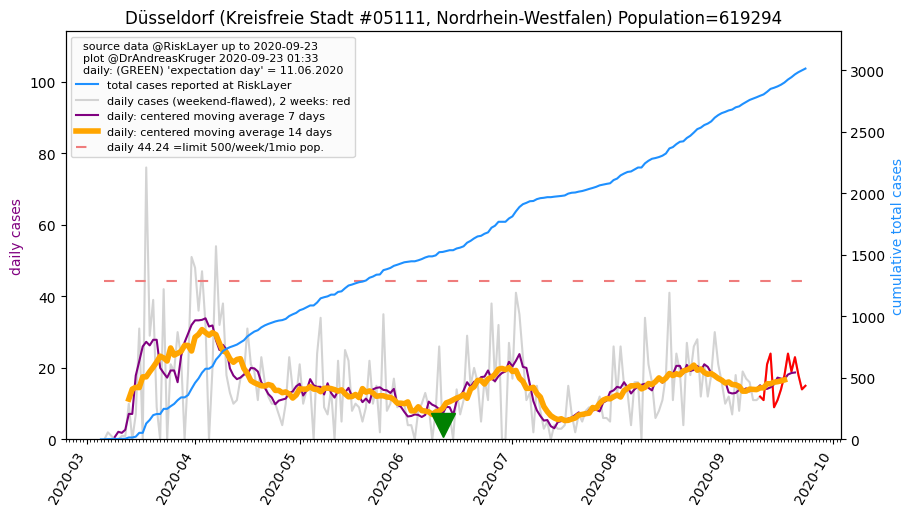 Düsseldorf (Kreisfreie Stadt #05111, Nordrhein-Westfalen) Population=619294
source data @RiskLayer up to 2020-09-23
plot @DrAndreasKruger 2020-09-23 01:33
daily: (GREEN) 'expectation day' = 11.06.2020
total cases reported at RiskLayer
daily cases (weekend-flawed), 2 weeks: red
daily: centered moving average 7 days
daily: centered moving average 14 days
daily 44.24 =limit 500/week/1mio pop.
daily cases
100
80
60
40
20
0
cumulative total cases
3000
2500
2000
1500
1000
500
0
2020-03
2020-04
2020-05
2020-06
2020-07
2020-08
2020-09
2020-10